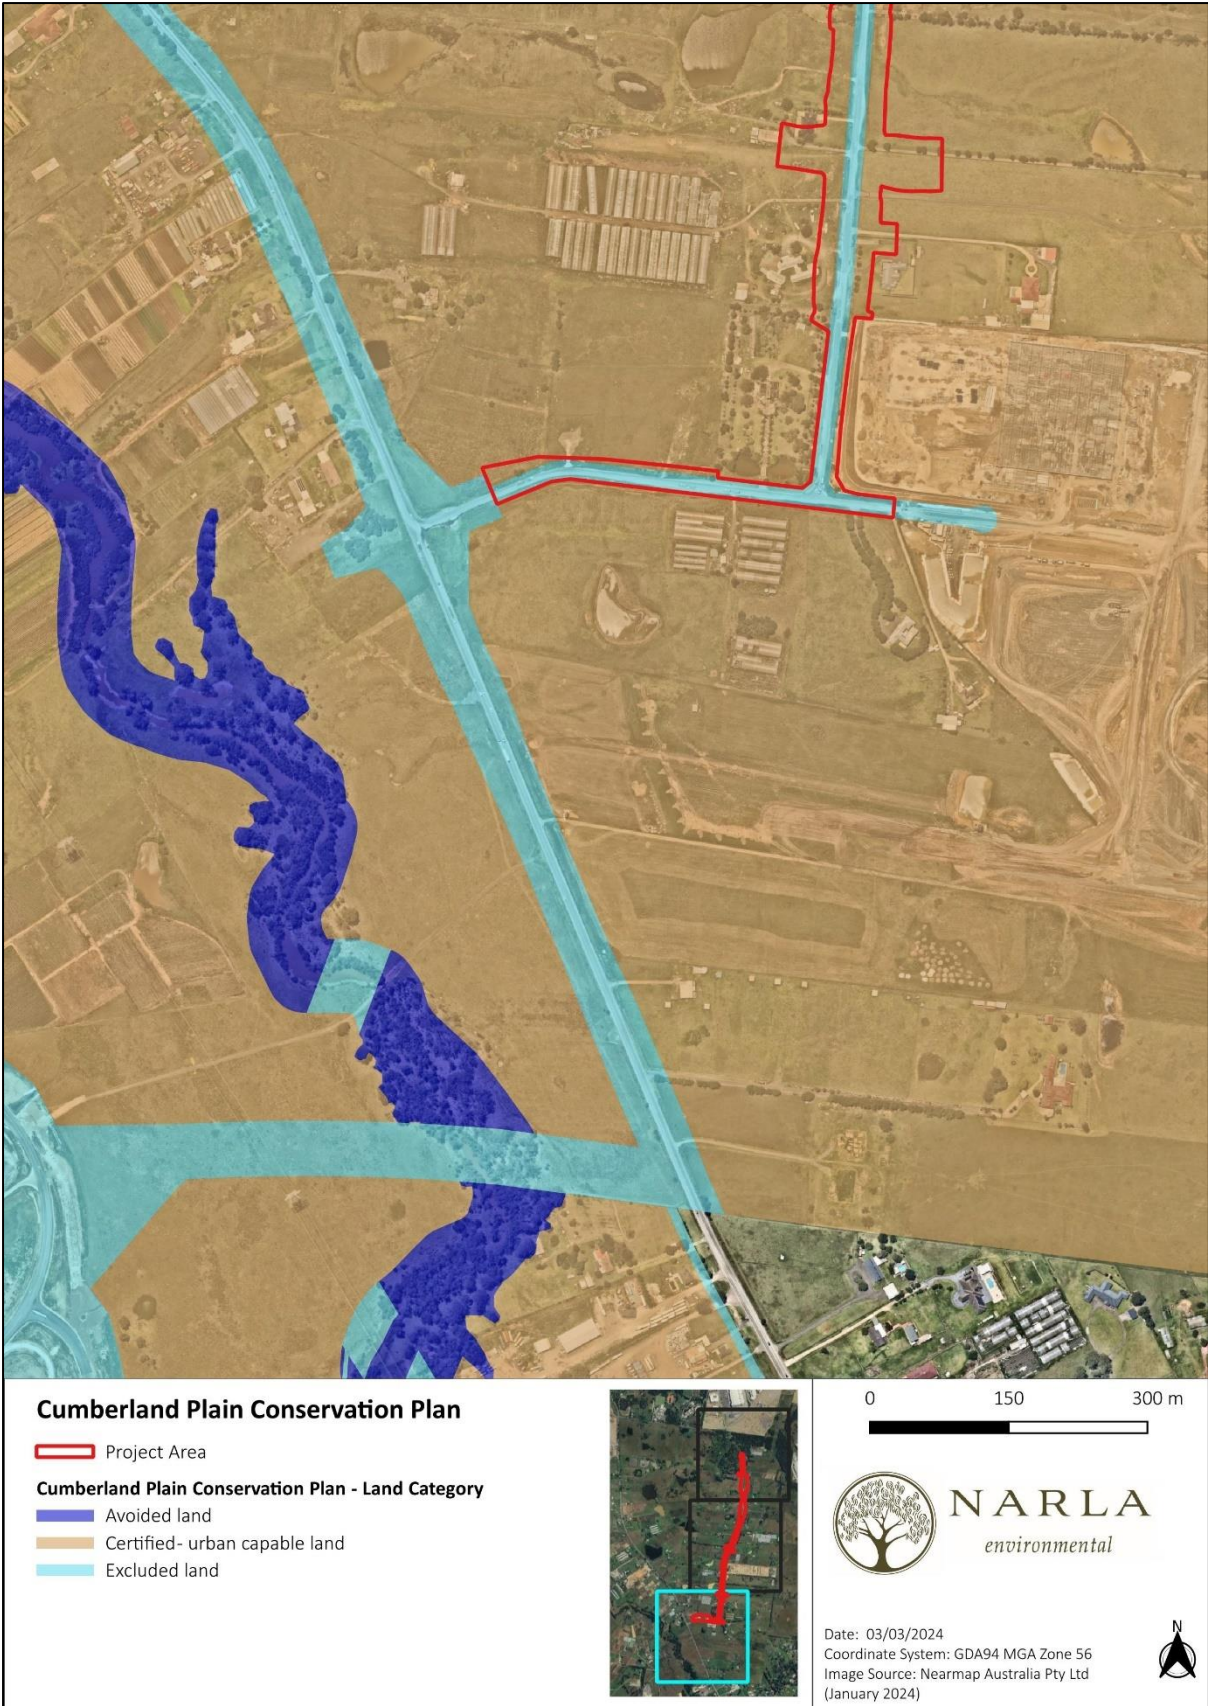 Cumberland Plain Conservation Plan
Project Area
Cumberland Plain Conservation Plan - Land Category
Avoided land
Certified- urban capable land
Excluded land
0 150 300 m
NARLA
environmental
N
Date: 03/03/2024
Coordinate System: GDA94 MGA Zone 56
Image Source: Nearmap Australia Pty Ltd
(January 2024)